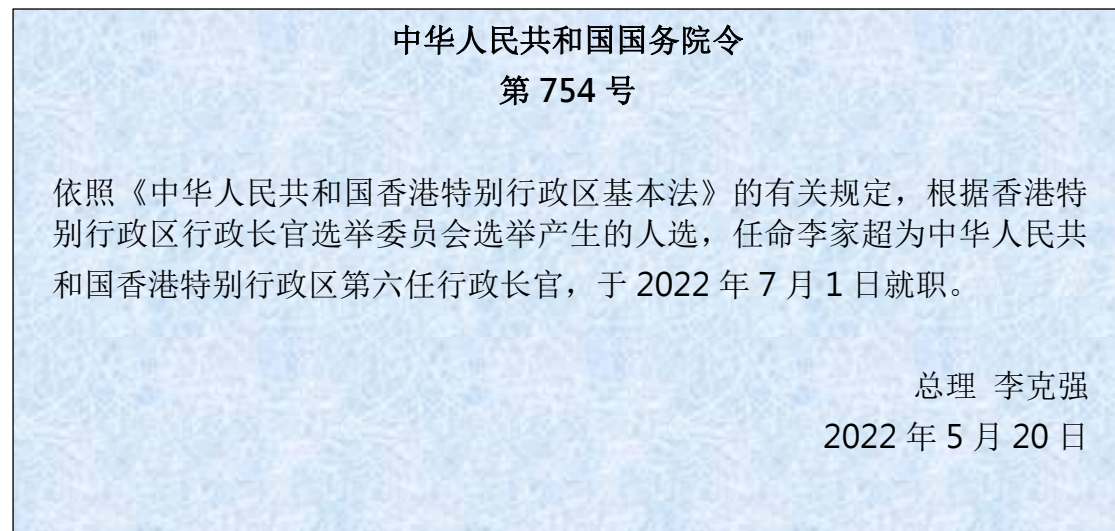 中华人民共和国国务院令
第 754 号
依照《中华人民共和国香港特别行政区基本法》的有关规定，根据香港特
别行政区行政长官选举委员会选举产生的人选，任命李家超为中华人民共
和国香港特别行政区第六任行政长官，于 2022 年 7 月 1 日就职。
总理 李克强
2022 年 5 月 20 日